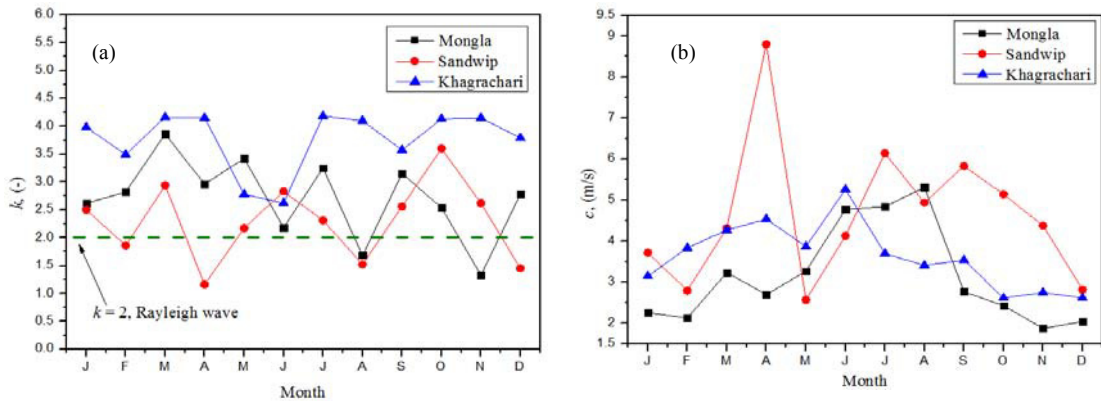 (a)
Mongla
Sandwip
Khagrachari
k, (-)
6.0
5.5
5.0
4.5
4.0
3.5
3.0
2.5
2.0
1.5
1.0
0.5
0.0
k = 2, Rayleigh wave
J F M A M J J A S O N D
Month
(b)
Mongla
Sandwip
Khagrachari
c, (m/s)
9.5
9
8
7
6
5
4
3
2
1.5
J F M A M J J A S O N D
Month